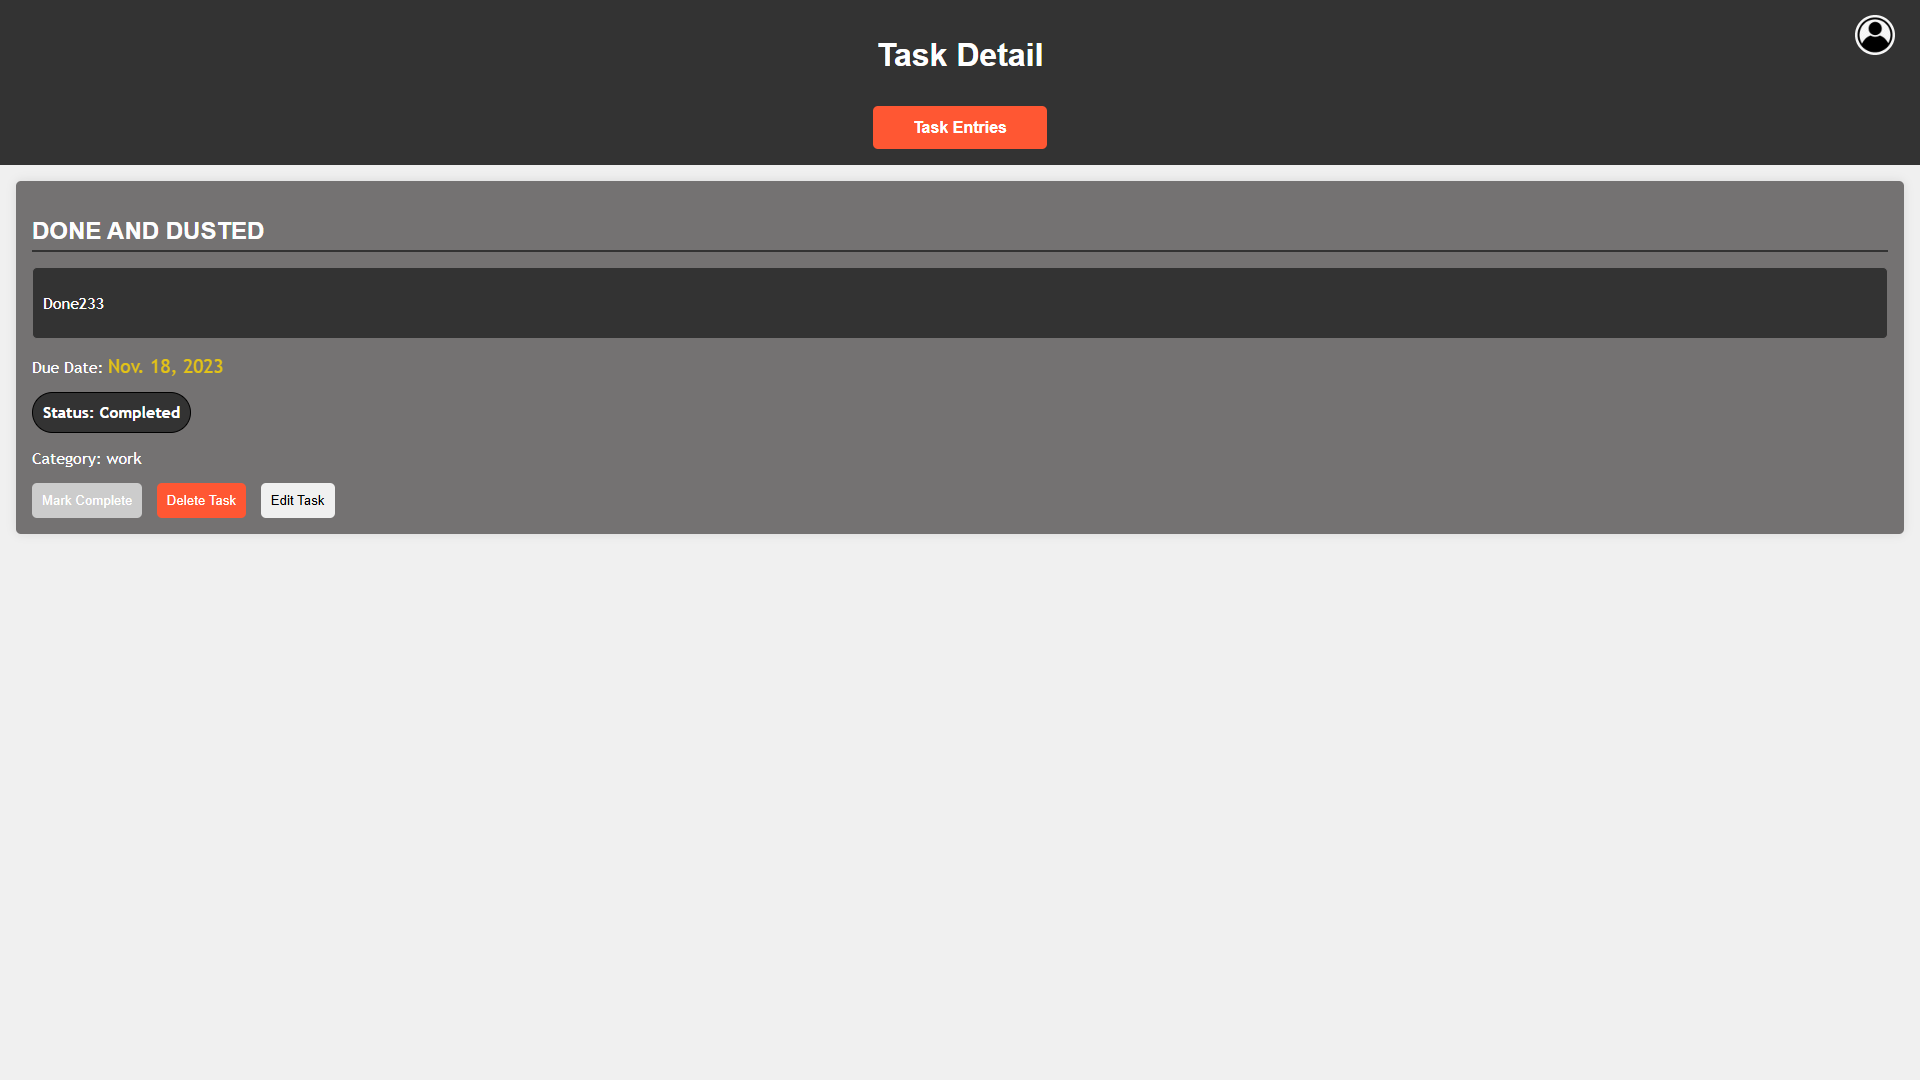 Task Detail
Task Entries
DONE AND DUSTED
Done233
Due Date: Nov. 18, 2023
Status: Completed
Category: work
Mark Complete Delete Task Edit Task